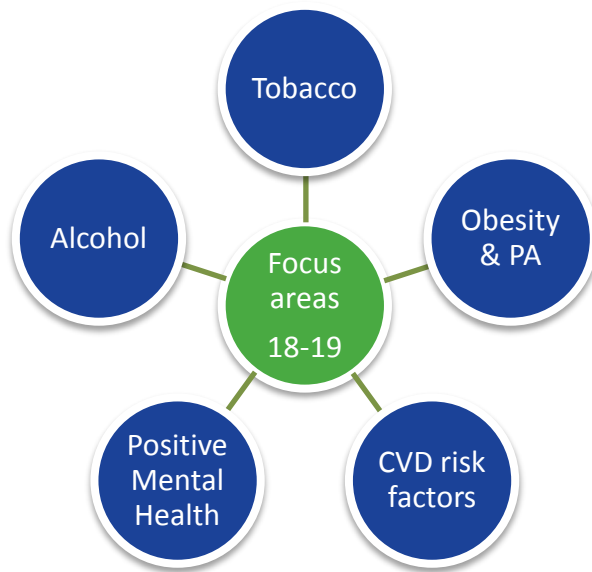 Tobacco
Obesity
& PA
CVD risk
factors
Positive
Mental
Health
Alcohol
Focus
areas
18-19